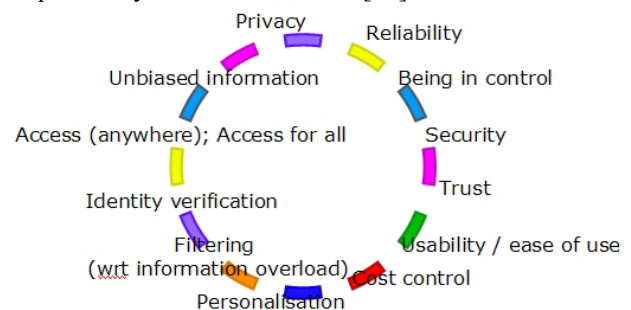 Privacy
Reliability
Unbiased information
Being in control
Access (anywhere); Access for all
Security
Trust
Identity verification
Filtering
Usability / ease of use
(wrt information overload)
Cost control
Personalisation